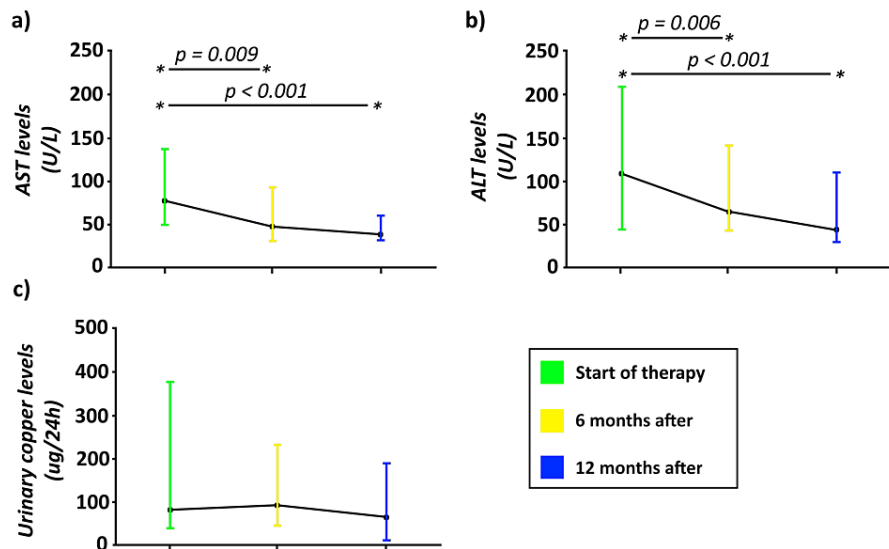 a)
* p = 0.009 *
* p < 0.001 *
250
200
150
100
50
0
AST levels
(U/L)
b)
* p = 0.006 *
* p < 0.001 *
250
200
150
100
50
0
ALT levels
(U/L)
c)
500
400
300
200
100
0
Urinary copper levels
(ug/24h)
Start of therapy
6 months after
12 months after